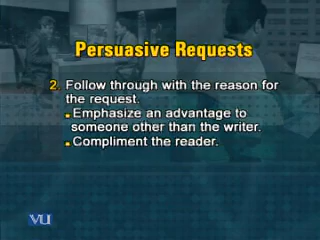 Persuasive Requests
2. Follow through with the reason for
the request.
Emphasize an advantage to
someone other than the writer.
Compliment the reader.
VU